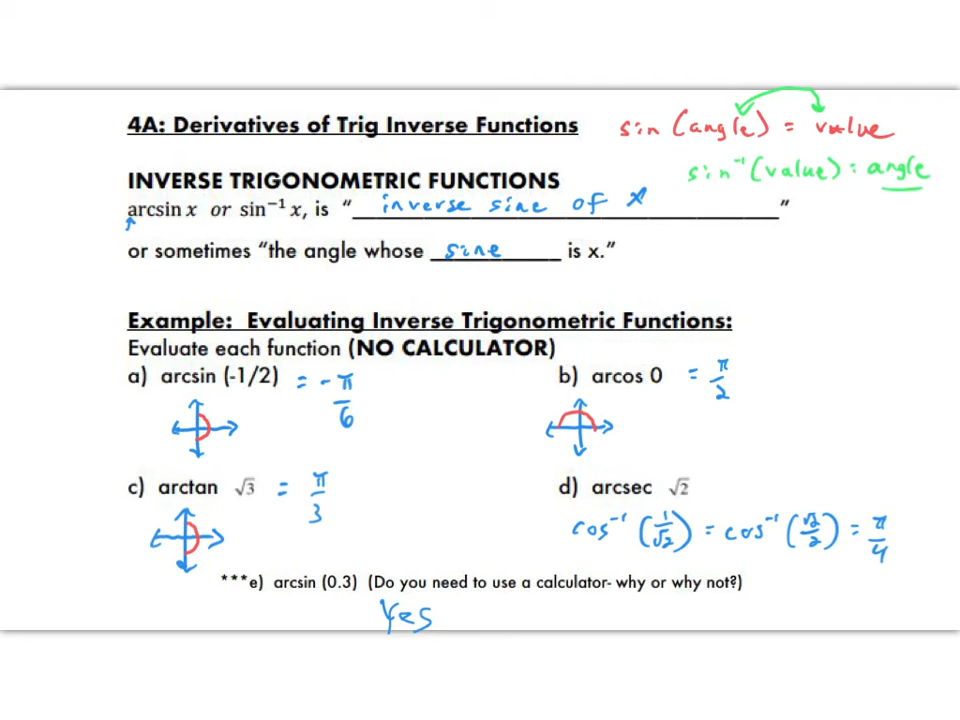 4A: Derivatives of Trig Inverse Functions sin (angle) = value
sin⁻¹(value) = angle
INVERSE TRIGONOMETRIC FUNCTIONS
arcsin x or sin⁻¹ x, is “ inverse sine of x ”
or sometimes “the angle whose sine is x.”
Example: Evaluating Inverse Trigonometric Functions:
Evaluate each function (NO CALCULATOR)
a) arcsin (-1/2) = -π/6 b) arcos 0 = π/2
c) arctan √3 = π/3 d) arcsec √2
cos⁻¹(1/√2) = cos⁻¹(√2/2) = π/4
***e) arcsin (0.3) (Do you need to use a calculator- why or why not?)
Yes